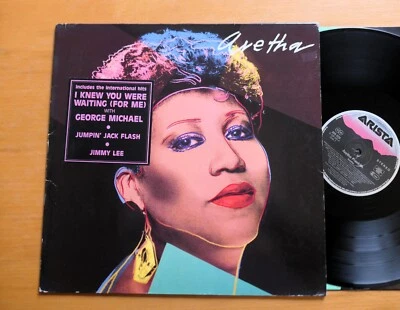 aretha
Includes the international hits
I KNEW YOU WERE
WAITING (FOR ME)
WITH
GEORGE MICHAEL
•
JUMPIN' JACK FLASH
•
JIMMY LEE
ARISTA